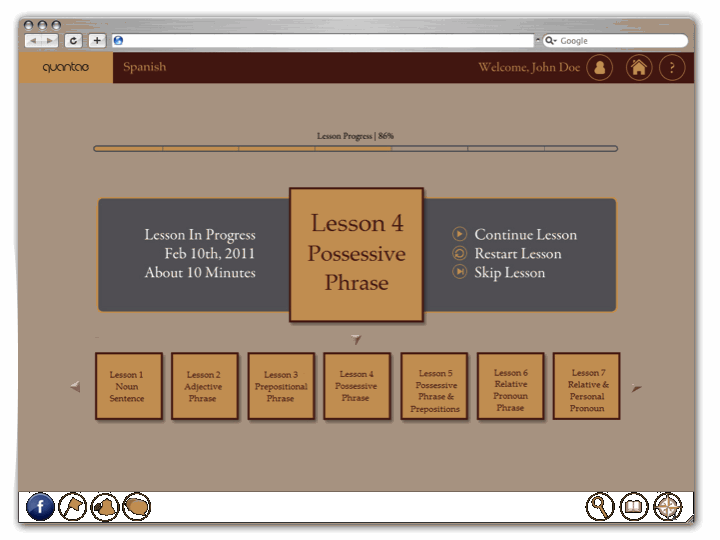 Google
quantae
Spanish
Welcome, John Doe
?
Lesson Progress | 86%
Lesson In Progress
Feb 10th, 2011
About 10 Minutes
Lesson 4
Possessive
Phrase
Continue Lesson
Restart Lesson
Skip Lesson
Lesson 1
Noun
Sentence
Lesson 2
Adjective
Phrase
Lesson 3
Prepositional
Phrase
Lesson 4
Possessive
Phrase
Lesson 5
Possessive
Phrase &
Prepositions
Lesson 6
Relative
Pronoun
Phrase
Lesson 7
Relative &
Personal
Pronoun
f